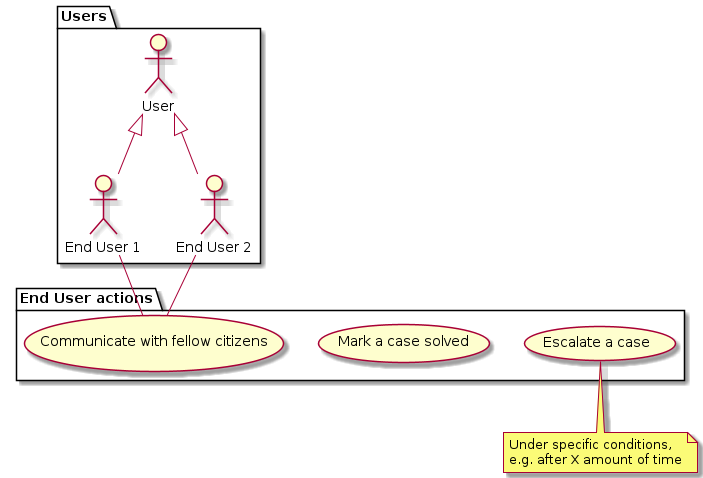 Users
User
End User 1
End User 2
End User actions
Communicate with fellow citizens
Mark a case solved
Escalate a case
Under specific conditions,
e.g. after X amount of time